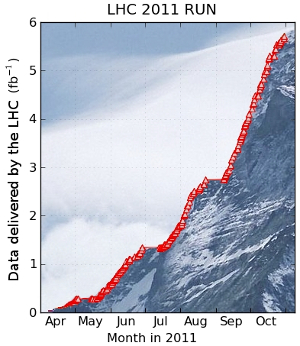 LHC 2011 RUN
Data delivered by the LHC (fb⁻¹)
6
5
4
3
2
1
0
Apr May Jun Jul Aug Sep Oct
Month in 2011